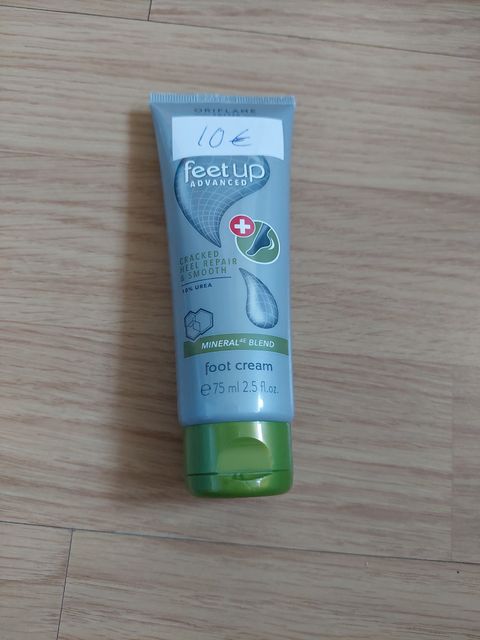 ORIFLAME
10€
feet up
ADVANCED
CRACKED
HEEL REPAIR
& SMOOTH
10% UREA
MINERAL⁴ᴱ BLEND
foot cream
℮ 75 ml 2.5 fl.oz.